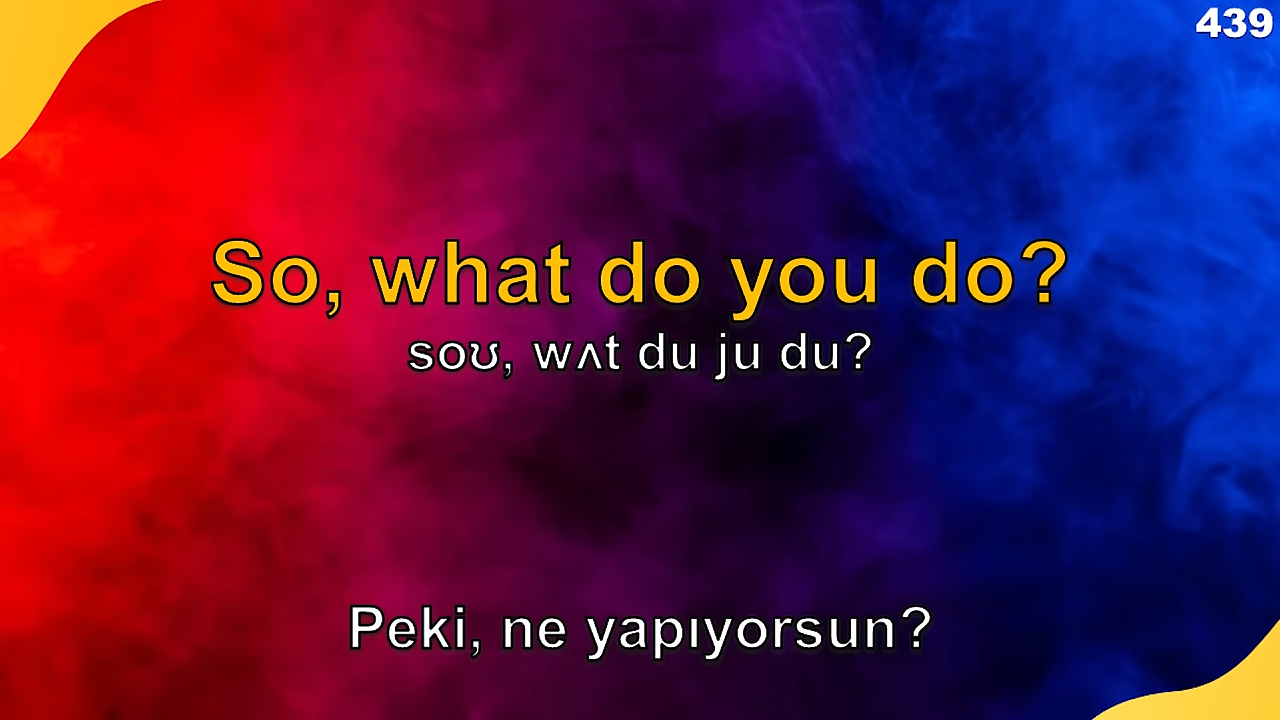 439
So, what do you do?
soʊ, wʌt du ju du?
Peki, ne yapıyorsun?